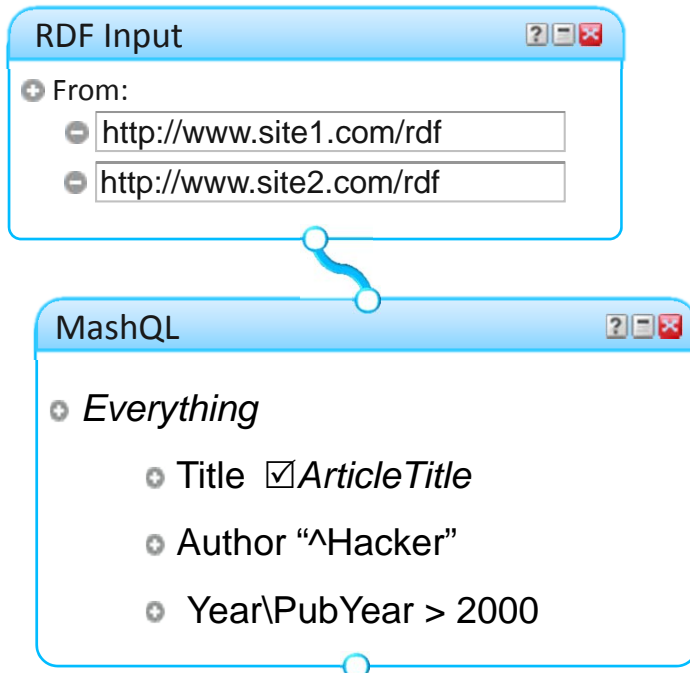 RDF Input
From:
http://www.site1.com/rdf
http://www.site2.com/rdf
MashQL
Everything
Title ☑ArticleTitle
Author “^Hacker”
Year\PubYear > 2000